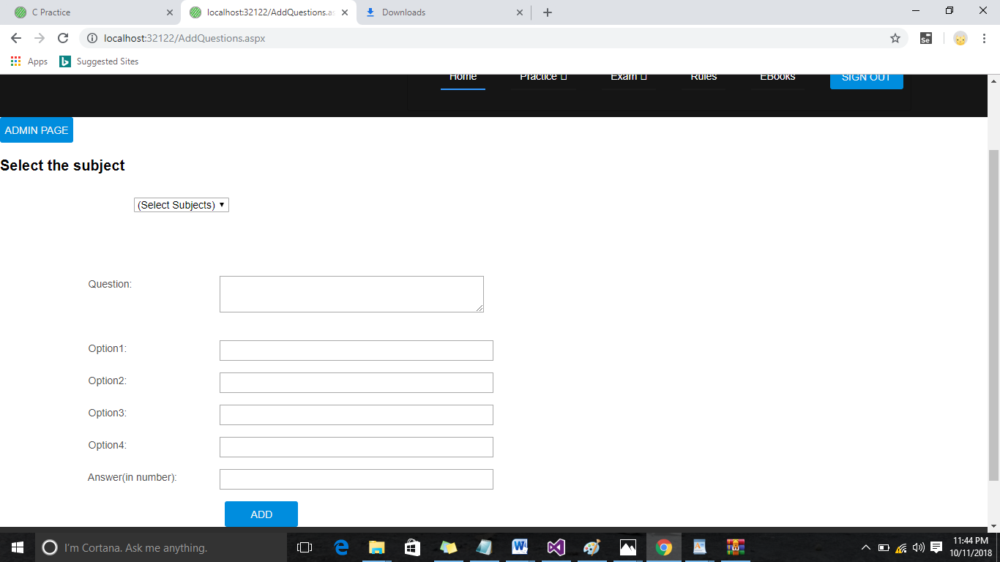 C Practice
localhost:32122/AddQuestions.as
Downloads
localhost:32122/AddQuestions.aspx
Se
Apps
Suggested Sites
Home Practice Exam Rules EBooks SIGN OUT
ADMIN PAGE
Select the subject
(Select Subjects)
Question:
Option1:
Option2:
Option3:
Option4:
Answer(in number):
ADD
I'm Cortana. Ask me anything.
11:44 PM
10/11/2018